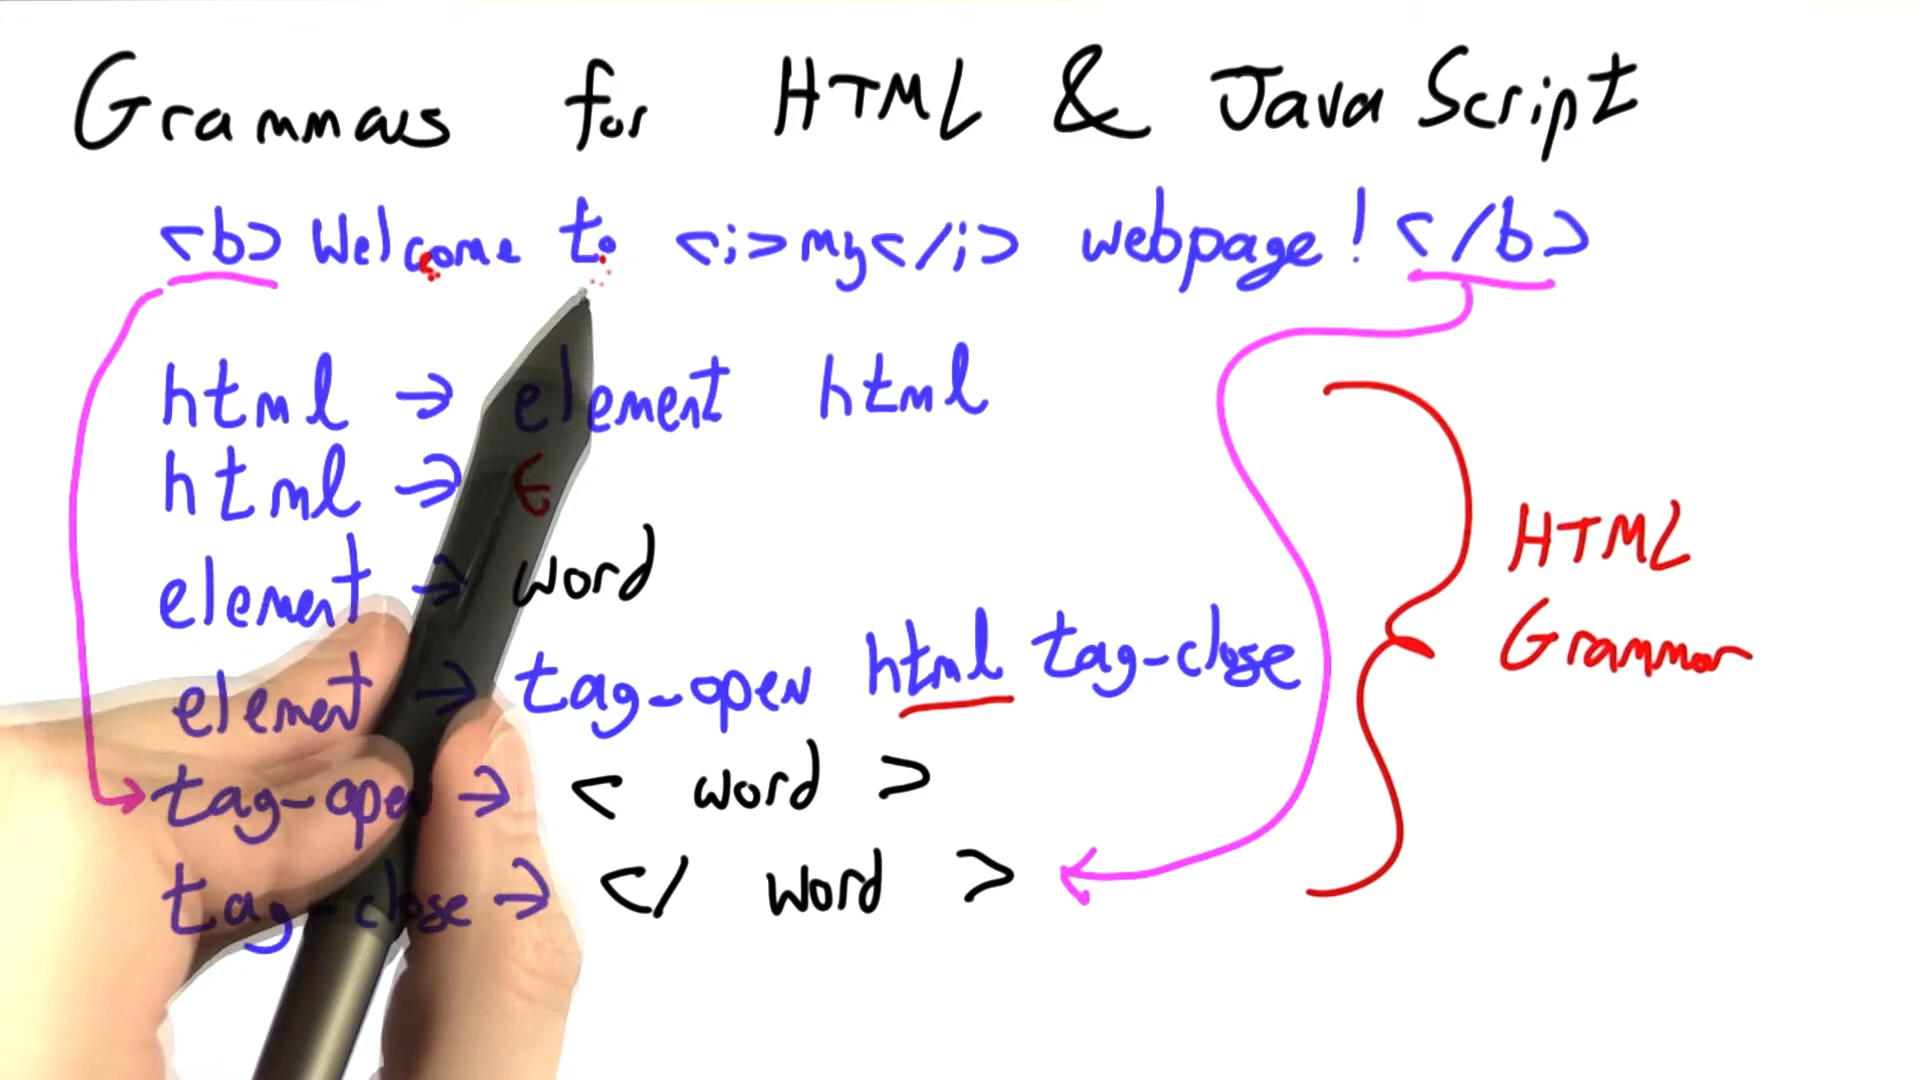 Grammars for HTML & JavaScript
<b> Welcome to <i>my</i> webpage! </b>
html → element html
html → ε
element → word
element → tag-open html tag-close
tag-open → < word >
tag-close → </ word >
HTML
Grammar